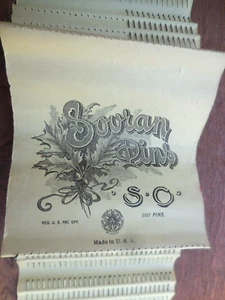 Sovran
Pins
S·C
REG. U. S. PAT. OFF.
360 PINS.
Made in U. S. A.